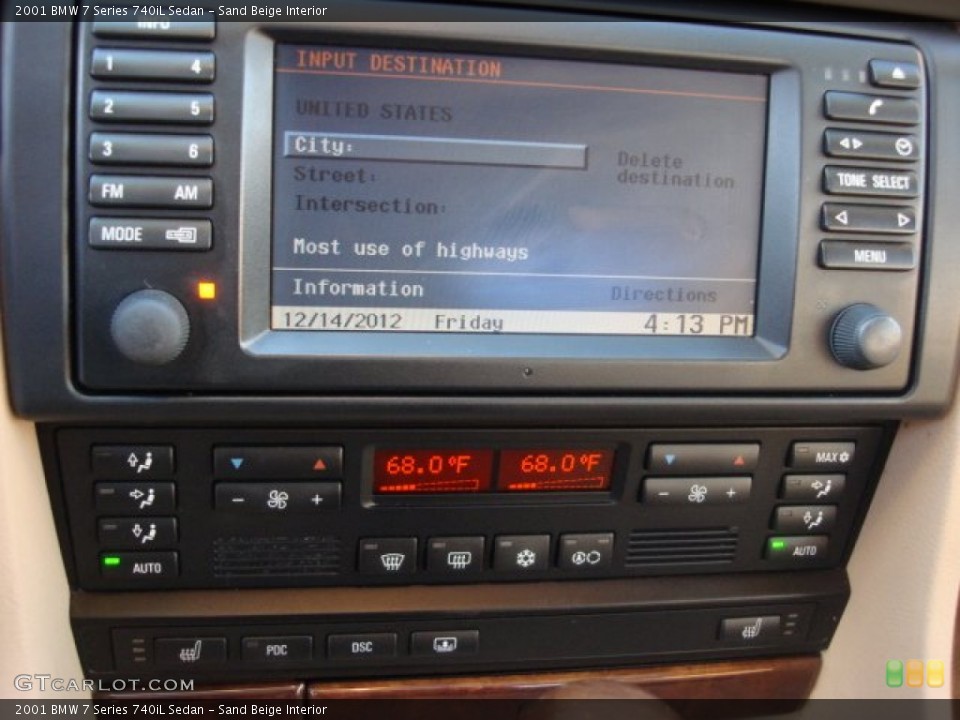 2001 BMW 7 Series 740iL Sedan - Sand Beige Interior
INFO
1 4
2 5
3 6
FM AM
MODE
INPUT DESTINATION
UNITED STATES
City:
Street:
Delete
destination
Intersection:
Most use of highways
Information
Directions
12/14/2012 Friday 4:13 PM
TONE SELECT
MENU
68.0°F 68.0°F
- +
- +
MAX
AUTO
A
AUTO
PDC
DSC
GTCARLOT.COM
2001 BMW 7 Series 740iL Sedan - Sand Beige Interior